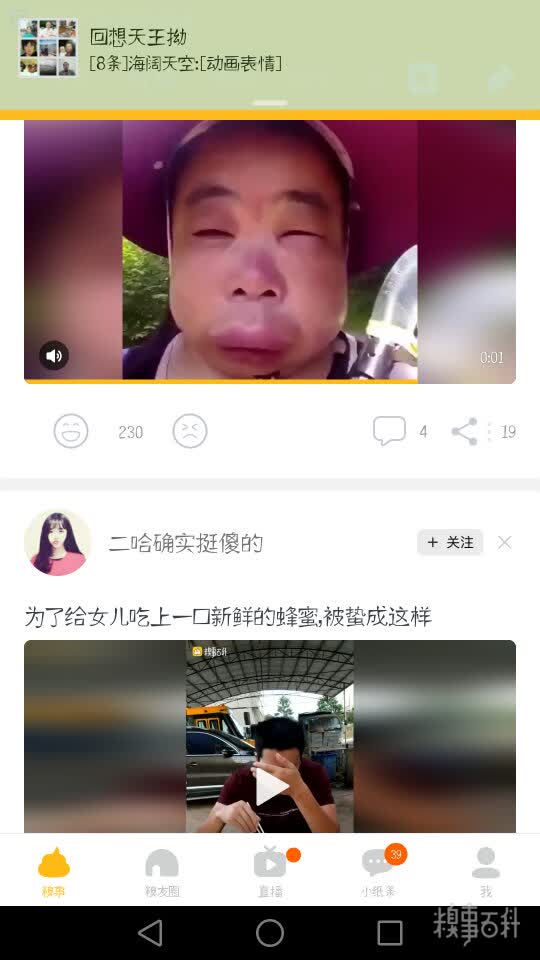 回想天王拗
[8条]海阔天空:[动画表情]
0:01
230
4
19
二哈确实挺傻的
+ 关注
为了给女儿吃上一口新鲜的蜂蜜,被蛰成这样
糗事百科
39
糗事
糗友圈
直播
小纸条
我
糗事百科